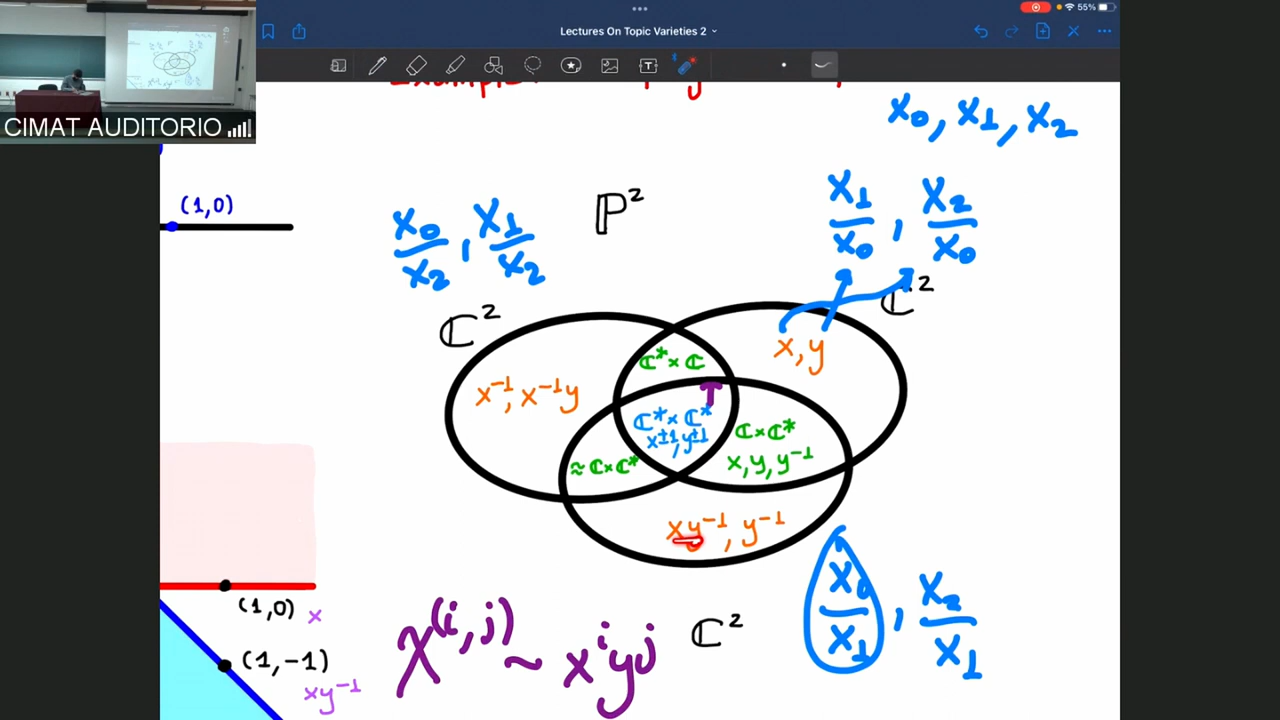 55%
Lectures On Topic Varieties 2
CIMAT AUDITORIO
x₀, x₁, x₂
(1,0)
ℙ²
x₀/x₂, x₁/x₂
x₁/x₀, x₂/x₀
ℂ²
ℂ²
ℂ* × ℂ
x, y
x⁻¹, x⁻¹y
ℂ* × ℂ*
x±1, y±1
ℂ × ℂ*
x, y, y⁻¹
≈ ℂ × ℂ*
xy⁻¹, y⁻¹
ℂ²
x₀/x₁, x₂/x₁
(1,0) x
(1,-1)
xy⁻¹
χ⁽ⁱ,ʲ⁾ ~ xⁱyʲ